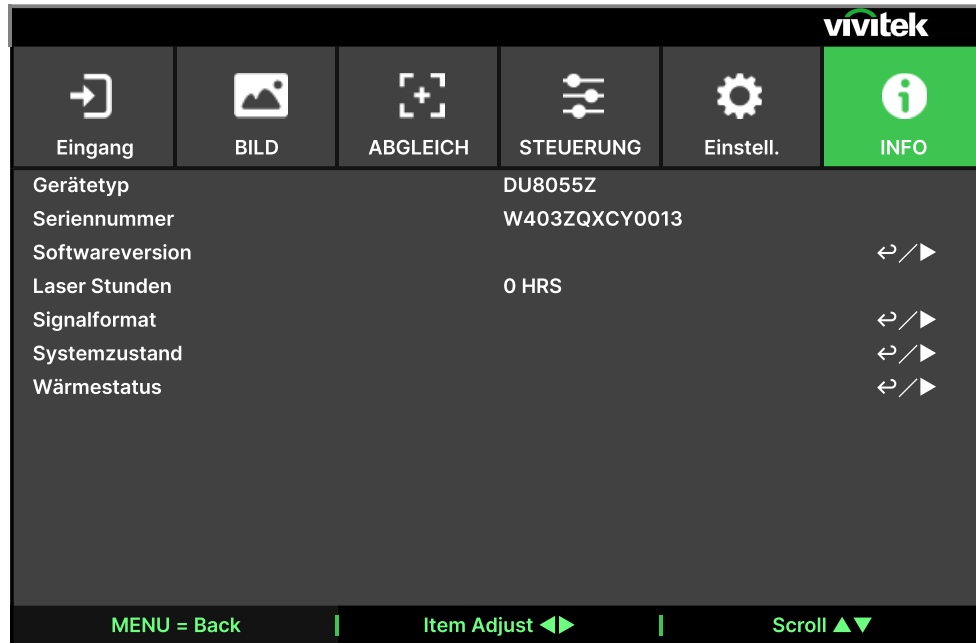 vivitek
Eingang BILD ABGLEICH STEUERUNG Einstell. INFO
Gerätetyp DU8055Z
Seriennummer W403ZQXCY0013
Softwareversion ↩/▶
Laser Stunden 0 HRS
Signalformat ↩/▶
Systemzustand ↩/▶
Wärmestatus ↩/▶
MENU = Back Item Adjust ◀▶ Scroll ▲▼